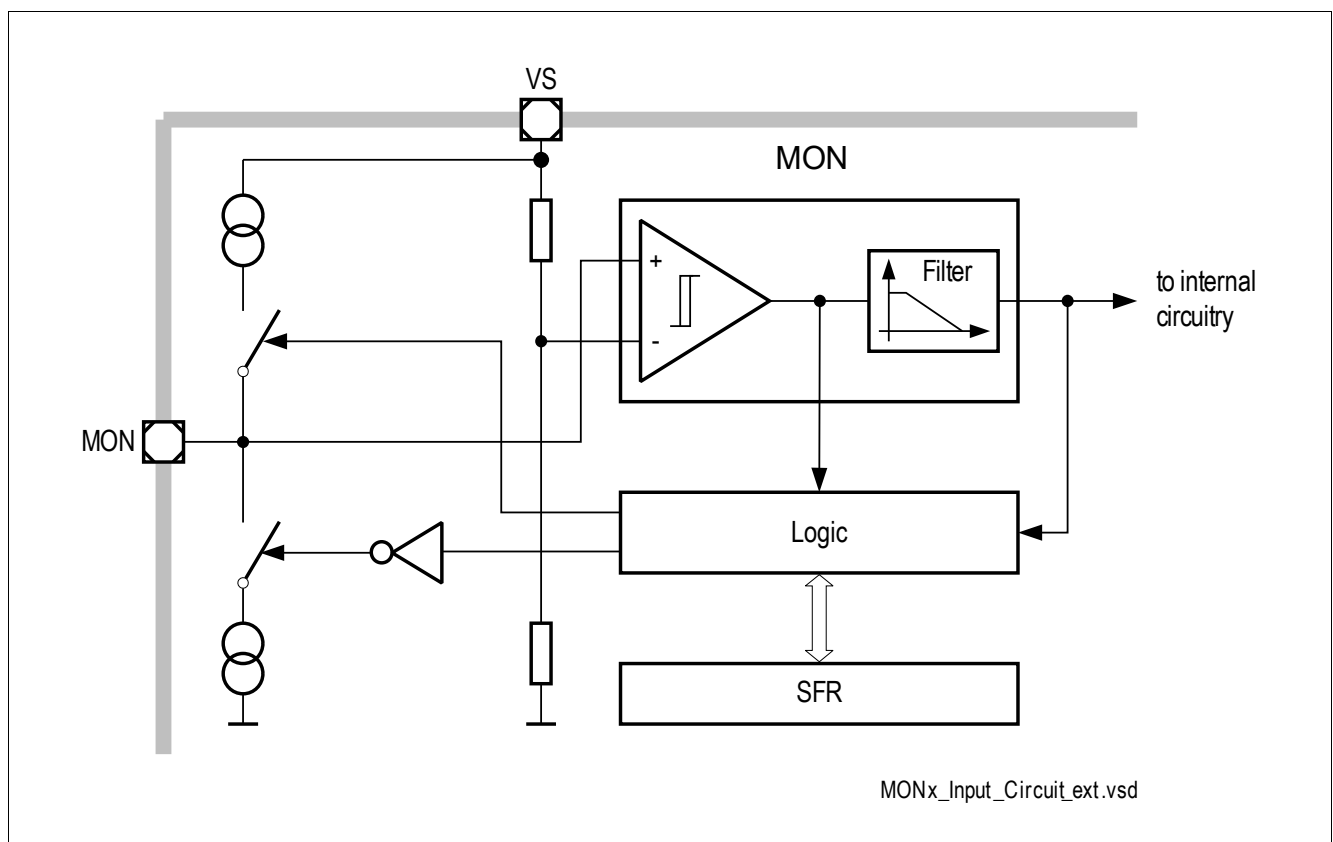 VS
MON
+
-
Filter
to internal
circuitry
MON
Logic
SFR
MONx_Input_Circuit_ext.vsd